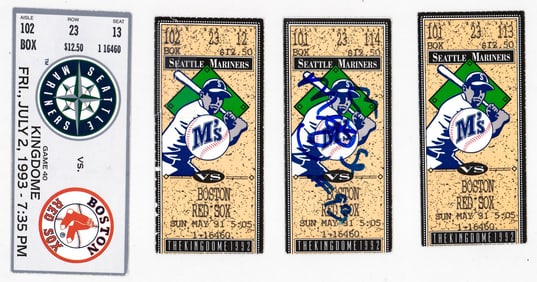 AISLE ROW SEAT
102 23 13
BOX $12.50 1 16460
SEATTLE
MARINERS
™
VS.
BOSTON
RED SOX
GAME 40
KINGDOME
FRI., JULY 2, 1993 - 7:35 PM
102 23 12
BOX $12.50
SEATTLE MARINERS
S
M's
VS
BOSTON
RED SOX
SUN MAY 31 5:05
1-16460
THE KINGDOME 1992
101 23 114
BOX $12.50
SEATTLE MARINERS
M's
VS
BOSTON
RED SOX
SUN MAY 31 5:05
1-16460
THE KINGDOME 1992
101 23 113
BOX $12.50
SEATTLE MARINERS
S
M's
VS
BOSTON
RED SOX
SUN MAY 31 5:05
1-16460
THE KINGDOME 1992